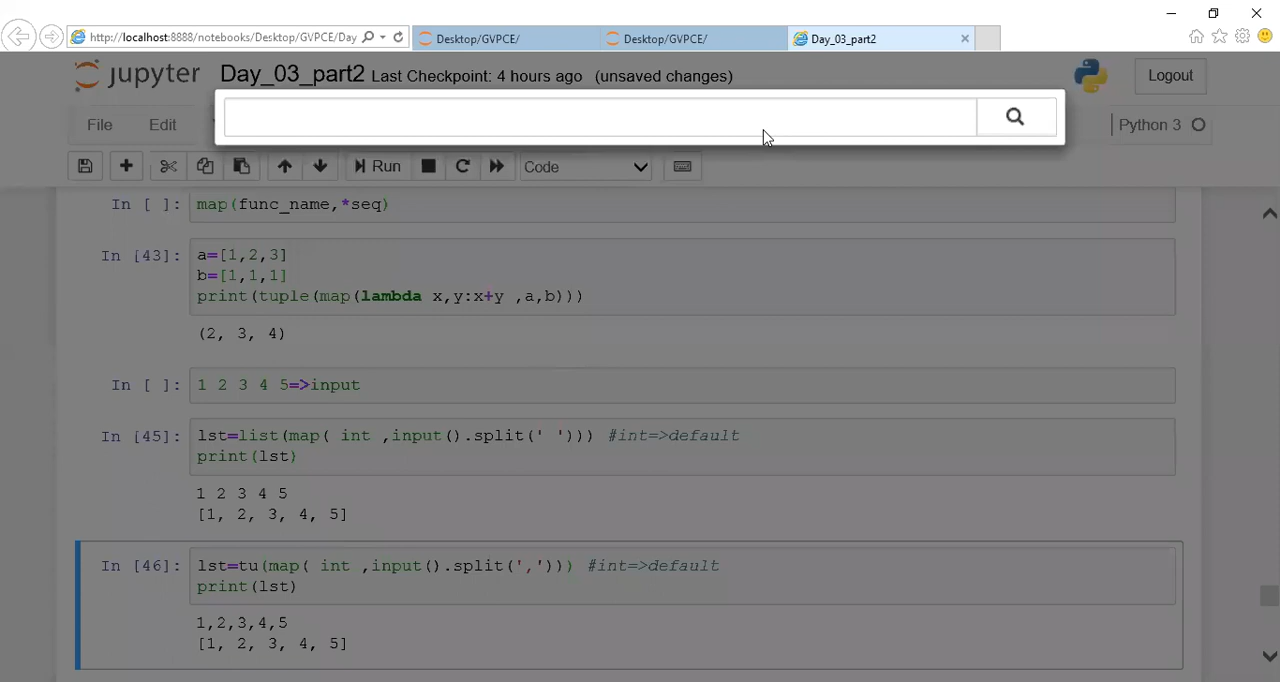 http://localhost:8888/notebooks/Desktop/GVPCE/Day
Desktop/GVPCE/
Desktop/GVPCE/
Day_03_part2
jupyter
Day_03_part2 Last Checkpoint: 4 hours ago (unsaved changes)
Logout
File Edit
Python 3
Run
Code
In [ ]: map(func_name,*seq)
In [43]: a=[1,2,3]
b=[1,1,1]
print(tuple(map(lambda x,y:x+y ,a,b)))
(2, 3, 4)
In [ ]: 1 2 3 4 5=>input
In [45]: lst=list(map( int ,input().split(' '))) #int=>default
print(lst)
1 2 3 4 5
[1, 2, 3, 4, 5]
In [46]: lst=tu(map( int ,input().split(','))) #int=>default
print(lst)
1,2,3,4,5
[1, 2, 3, 4, 5]